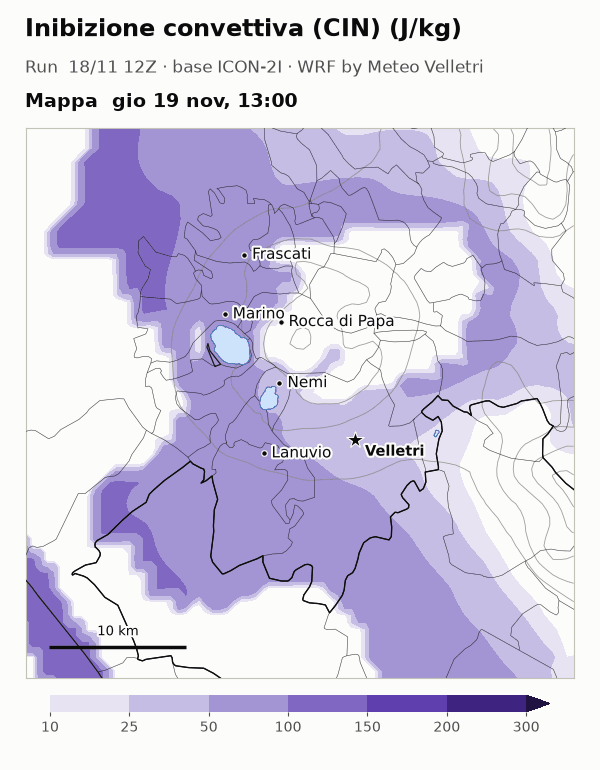 Inibizione convettiva (CIN) (J/kg)
Run  18/11 12Z · base ICON-2I · WRF by Meteo Velletri
Mappa  gio 19 nov, 13:00
Frascati
Marino
Rocca di Papa
Nemi
Velletri
Lanuvio
10 km
10 25 50 100 150 200 300